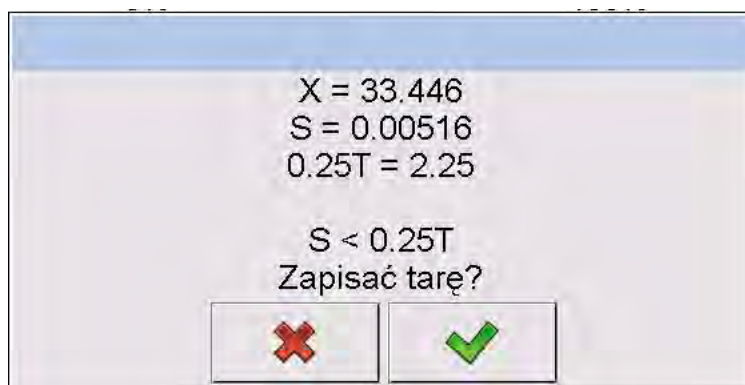 X = 33.446
S = 0.00516
0.25T = 2.25
S < 0.25T
Zapisać tarę?